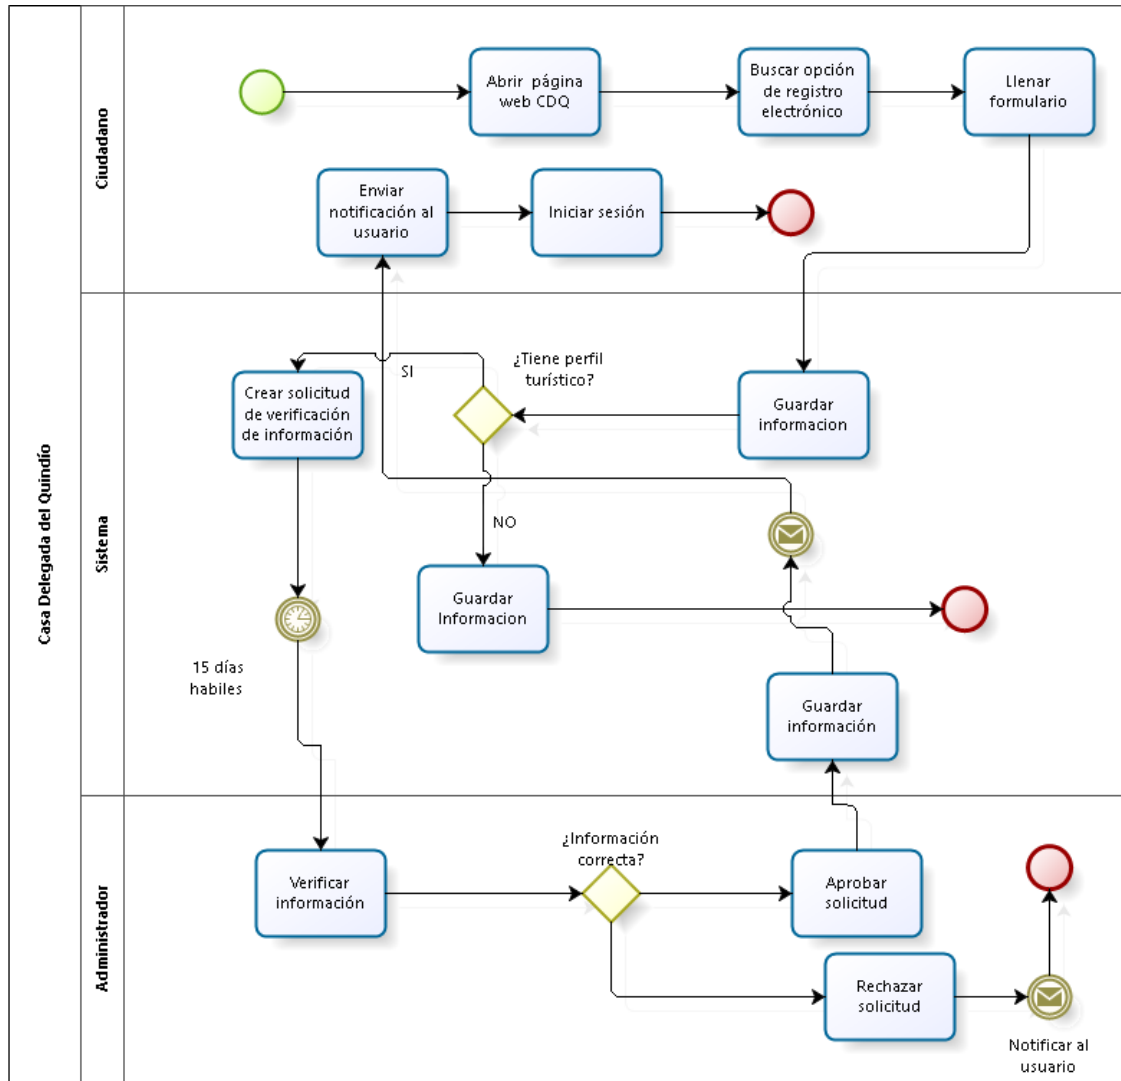 Casa Delegada del Quindío
Ciudadano
Abrir página
web CDQ
Buscar opción
de registro
electrónico
Llenar
formulario
Enviar
notificación al
usuario
Iniciar sesión
Sistema
¿Tiene perfil
turístico?
SI
Crear solicitud
de verificación
de información
Guardar
informacion
NO
Guardar
Informacion
15 días
habiles
Guardar
información
Administrador
¿Información
correcta?
Verificar
información
Aprobar
solicitud
Rechazar
solicitud
Notificar al
usuario